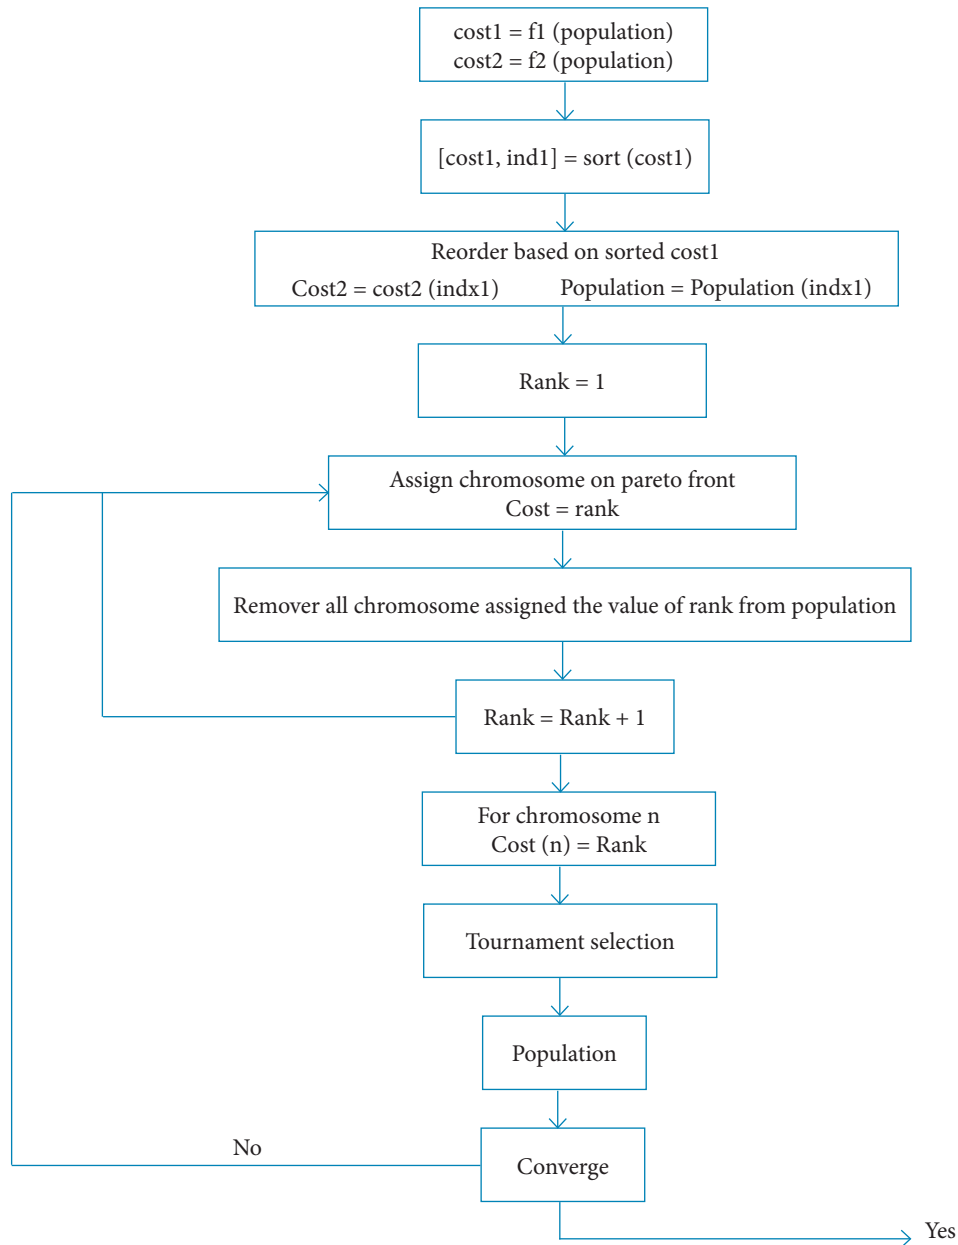 cost1 = f1 (population)
cost2 = f2 (population)
[cost1, ind1] = sort (cost1)
Reorder based on sorted cost1
Cost2 = cost2 (indx1) Population = Population (indx1)
Rank = 1
Assign chromosome on pareto front
Cost = rank
Remover all chromosome assigned the value of rank from population
Rank = Rank + 1
For chromosome n
Cost (n) = Rank
Tournament selection
Population
No
Converge
Yes